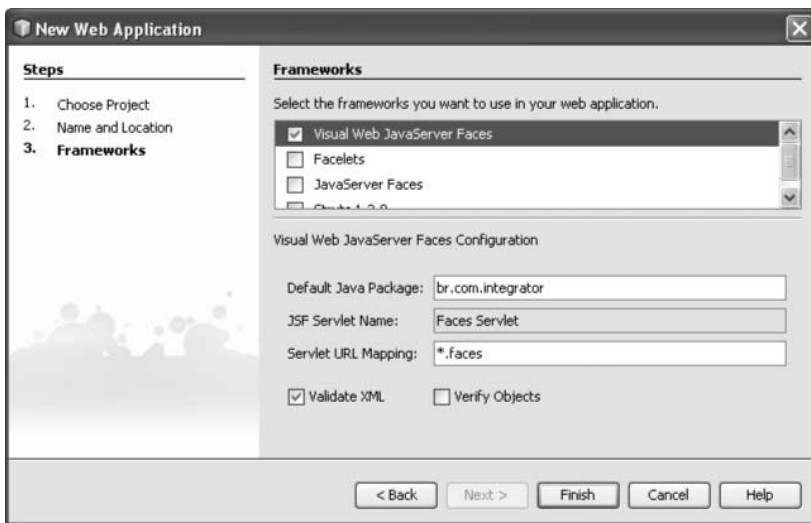 New Web Application
Steps
1. Choose Project
2. Name and Location
3. Frameworks
Frameworks
Select the frameworks you want to use in your web application.
Visual Web JavaServer Faces
Facelets
JavaServer Faces
Visual Web JavaServer Faces Configuration
Default Java Package: br.com.integrator
JSF Servlet Name: Faces Servlet
Servlet URL Mapping: *.faces
Validate XML Verify Objects
< Back Next > Finish Cancel Help